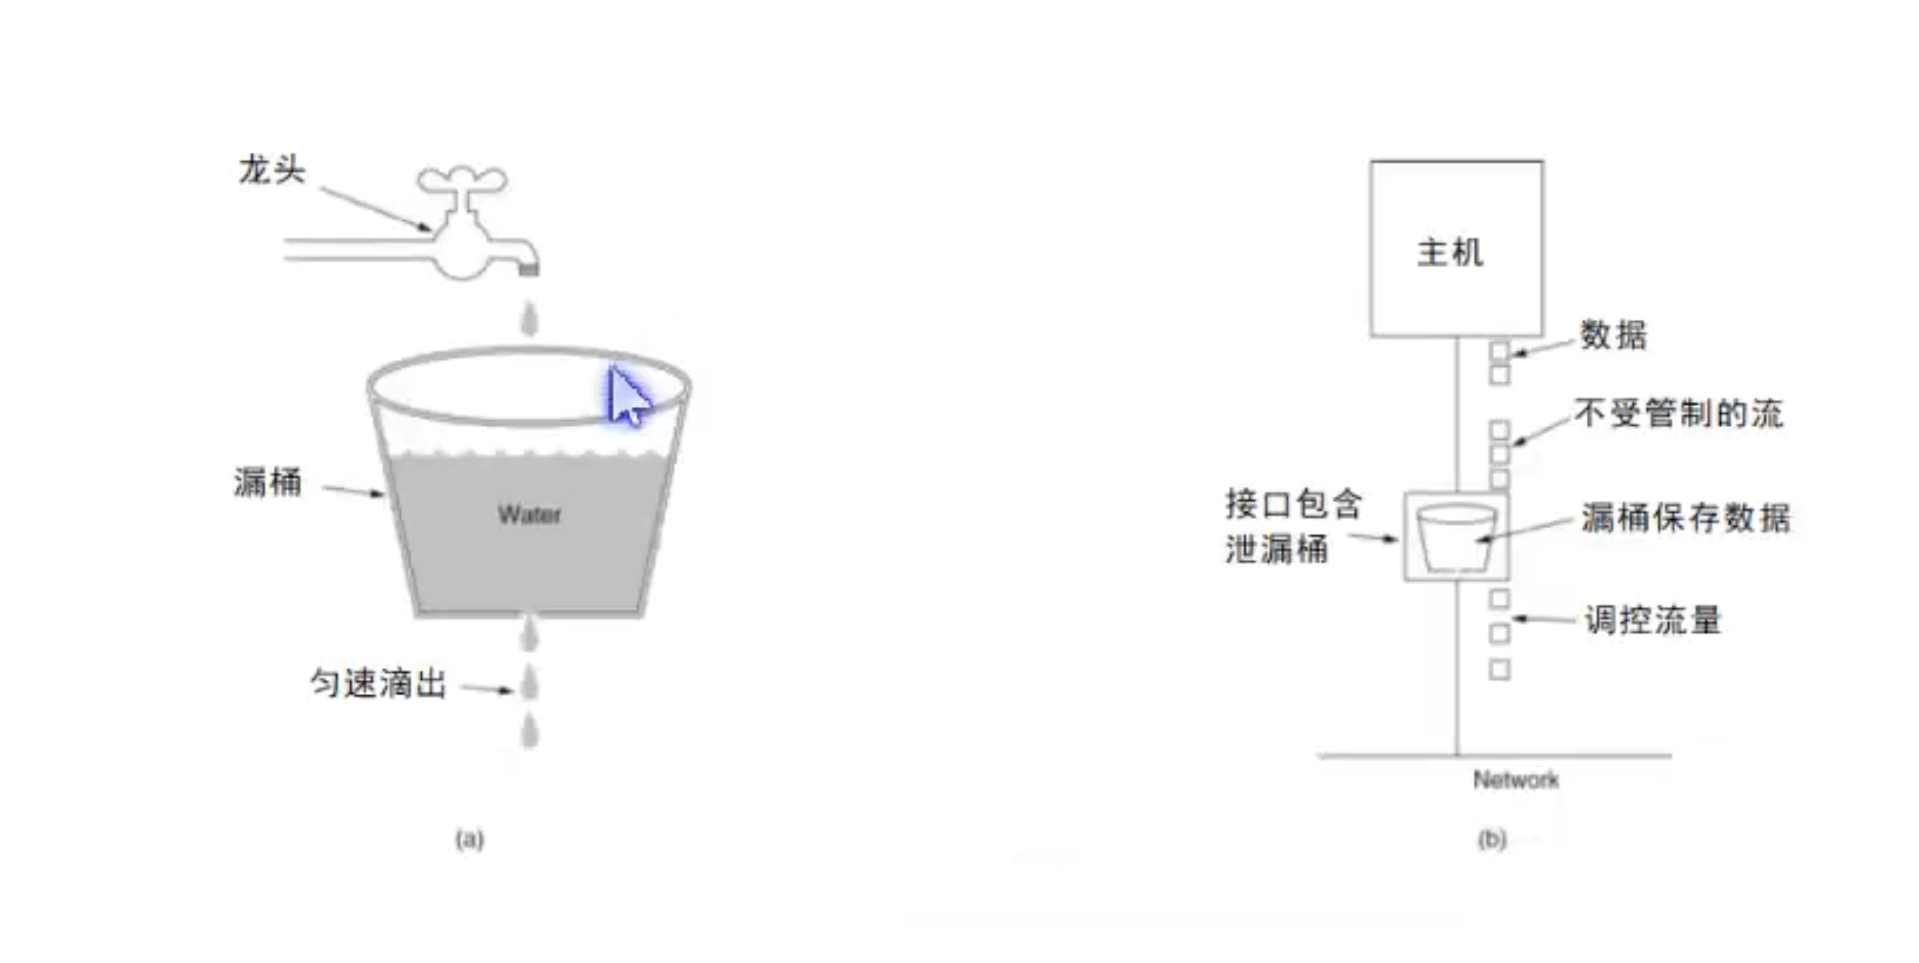 龙头
漏桶
Water
匀速滴出
(a)
主机
数据
不受管制的流
接口包含
泄漏桶
漏桶保存数据
调控流量
Network
(b)